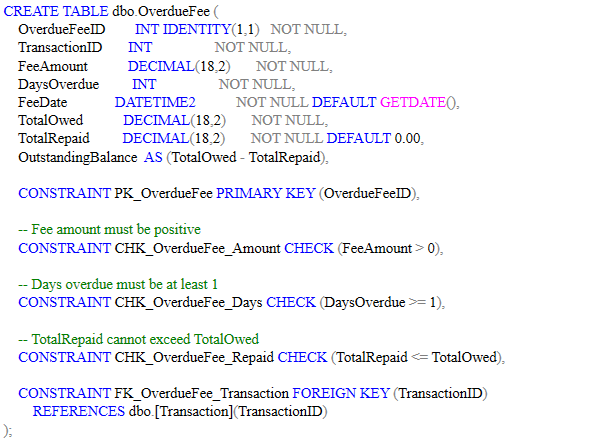 CREATE TABLE dbo.OverdueFee (
OverdueFeeID INT IDENTITY(1,1) NOT NULL,
TransactionID INT NOT NULL,
FeeAmount DECIMAL(18,2) NOT NULL,
DaysOverdue INT NOT NULL,
FeeDate DATETIME2 NOT NULL DEFAULT GETDATE(),
TotalOwed DECIMAL(18,2) NOT NULL,
TotalRepaid DECIMAL(18,2) NOT NULL DEFAULT 0.00,
OutstandingBalance AS (TotalOwed - TotalRepaid),
CONSTRAINT PK_OverdueFee PRIMARY KEY (OverdueFeeID),
-- Fee amount must be positive
CONSTRAINT CHK_OverdueFee_Amount CHECK (FeeAmount > 0),
-- Days overdue must be at least 1
CONSTRAINT CHK_OverdueFee_Days CHECK (DaysOverdue >= 1),
-- TotalRepaid cannot exceed TotalOwed
CONSTRAINT CHK_OverdueFee_Repaid CHECK (TotalRepaid <= TotalOwed),
CONSTRAINT FK_OverdueFee_Transaction FOREIGN KEY (TransactionID)
REFERENCES dbo.[Transaction](TransactionID)
);